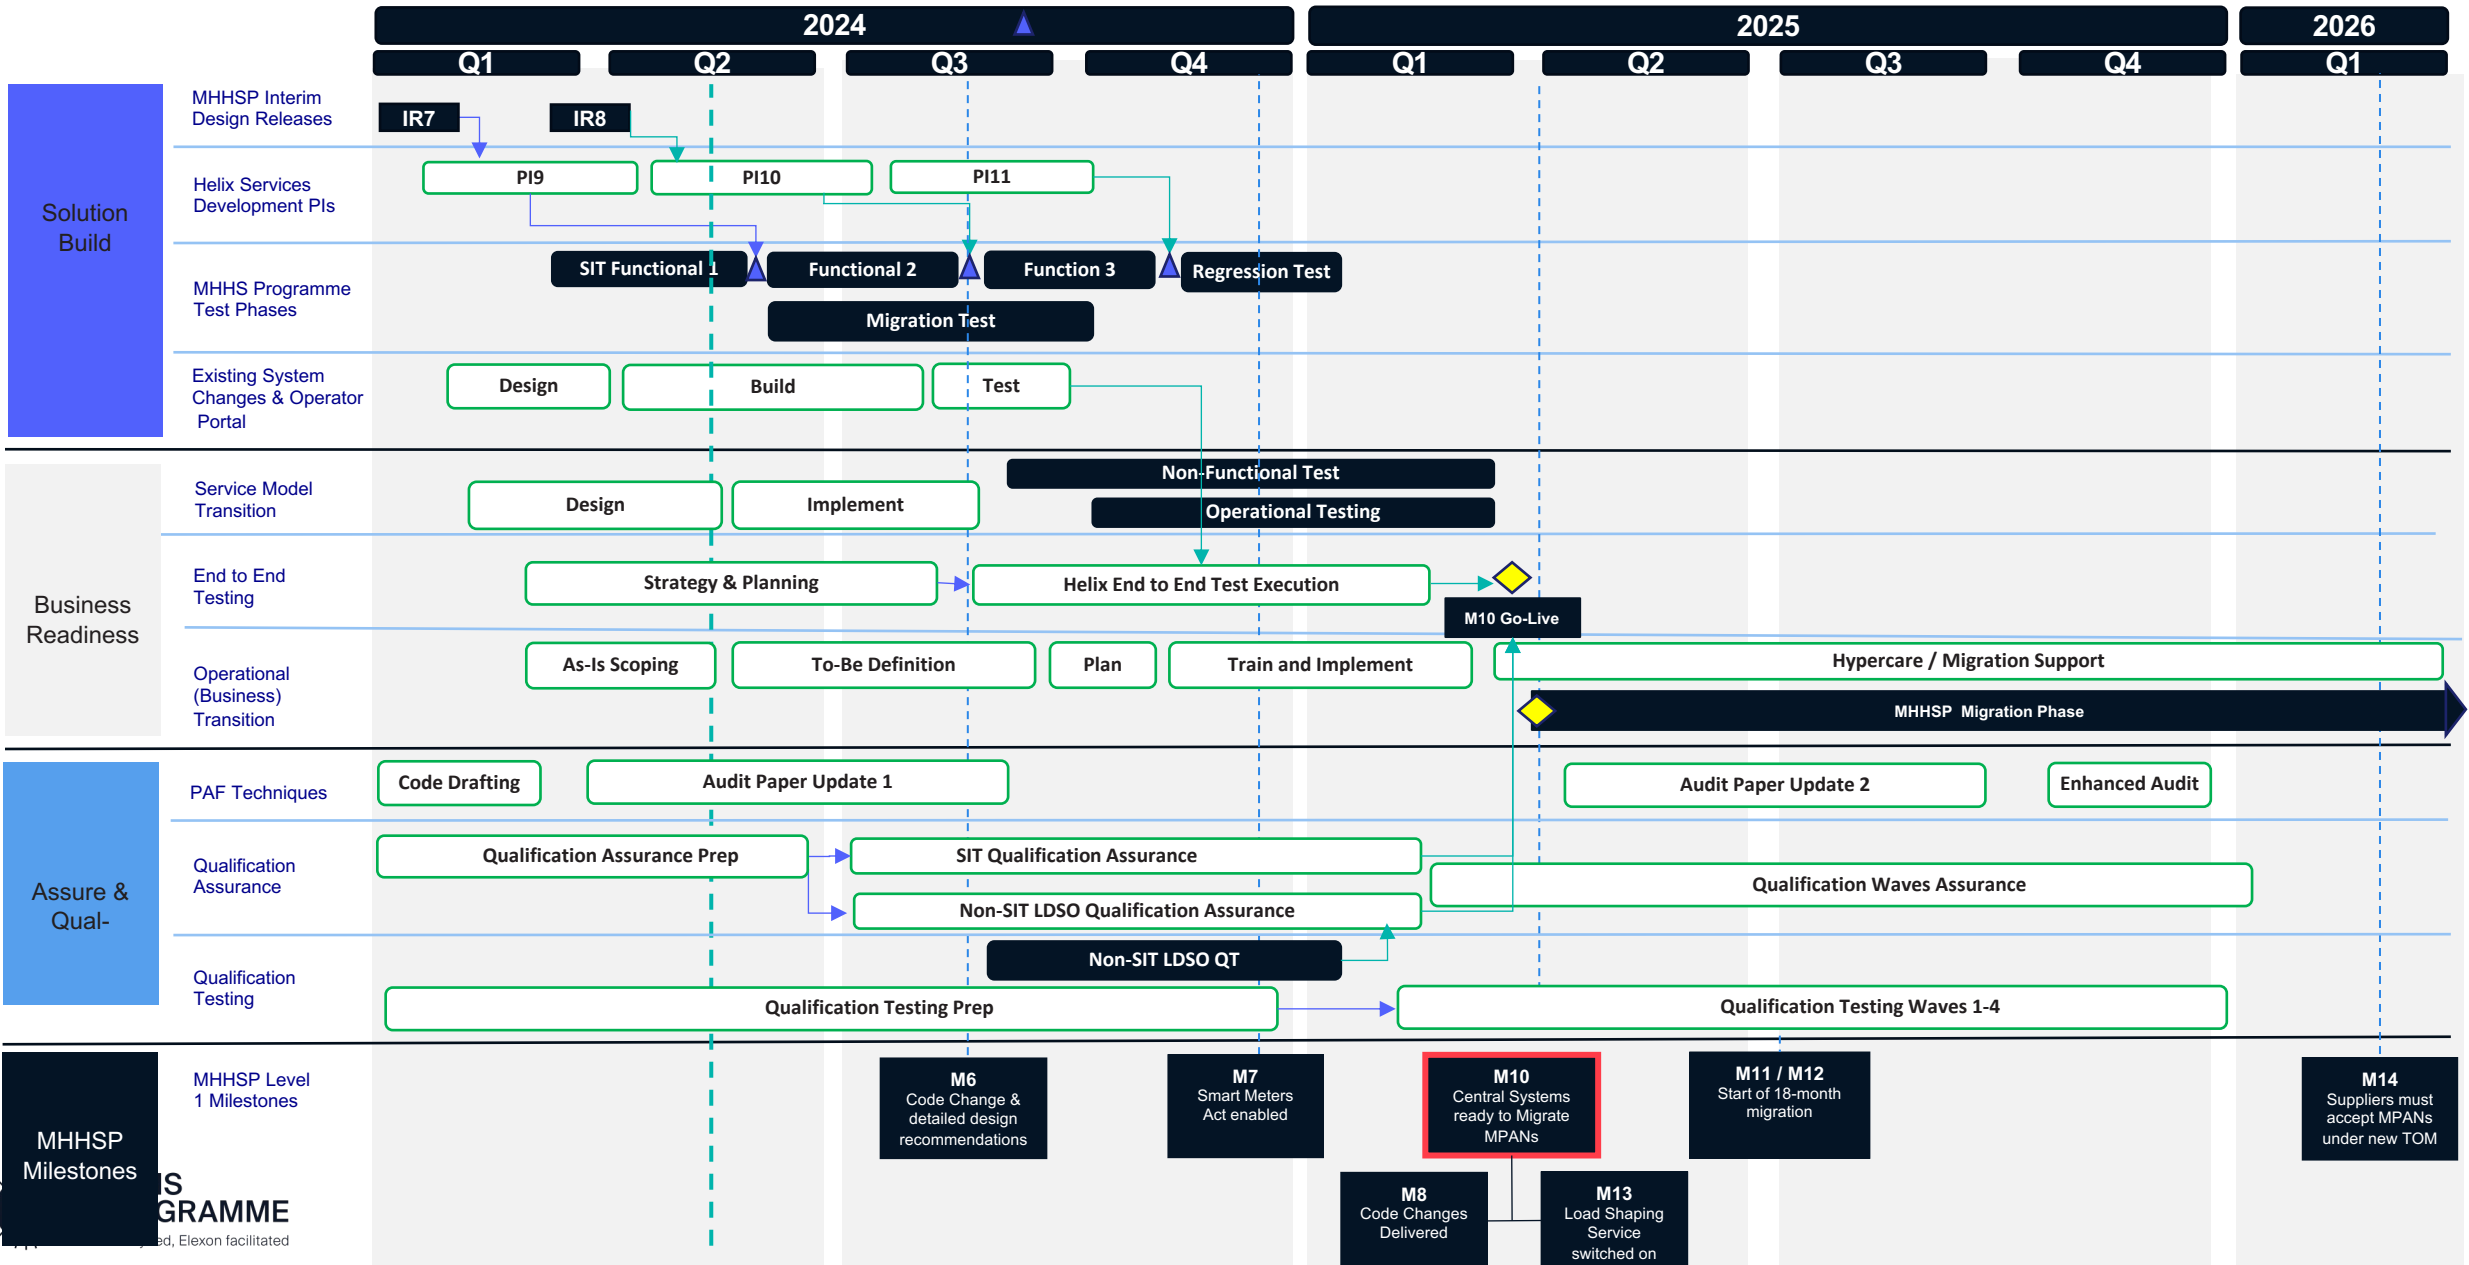 2024
2025
2026
Q1
Q2
Q3
Q4
Q1
Q2
Q3
Q4
Q1
Solution
Build
MHHSP Interim
Design Releases
IR7
IR8
Helix Services
Development PIs
PI9
PI10
PI11
MHHS Programme
Test Phases
SIT Functional 1
Functional 2
Function 3
Regression Test
Migration Test
Existing System
Changes & Operator
Portal
Design
Build
Test
Business
Readiness
Service Model
Transition
Design
Implement
Non-Functional Test
Operational Testing
End to End
Testing
Strategy & Planning
Helix End to End Test Execution
M10 Go-Live
Operational
(Business)
Transition
As-Is Scoping
To-Be Definition
Plan
Train and Implement
Hypercare / Migration Support
MHHSP Migration Phase
Assure &
Qual-
PAF Techniques
Code Drafting
Audit Paper Update 1
Audit Paper Update 2
Enhanced Audit
Qualification
Assurance
Qualification Assurance Prep
SIT Qualification Assurance
Non-SIT LDSO Qualification Assurance
Qualification Waves Assurance
Qualification
Testing
Non-SIT LDSO QT
Qualification Testing Prep
Qualification Testing Waves 1-4
MHHSP
Milestones
MHHSP Level
1 Milestones
M6
Code Change &
detailed design
recommendations
M7
Smart Meters
Act enabled
M10
Central Systems
ready to Migrate
MPANs
M11 / M12
Start of 18-month
migration
M14
Suppliers must
accept MPANs
under new TOM
M8
Code Changes
Delivered
M13
Load Shaping
Service
switched on
IS
GRAMME
ed, Elexon facilitated